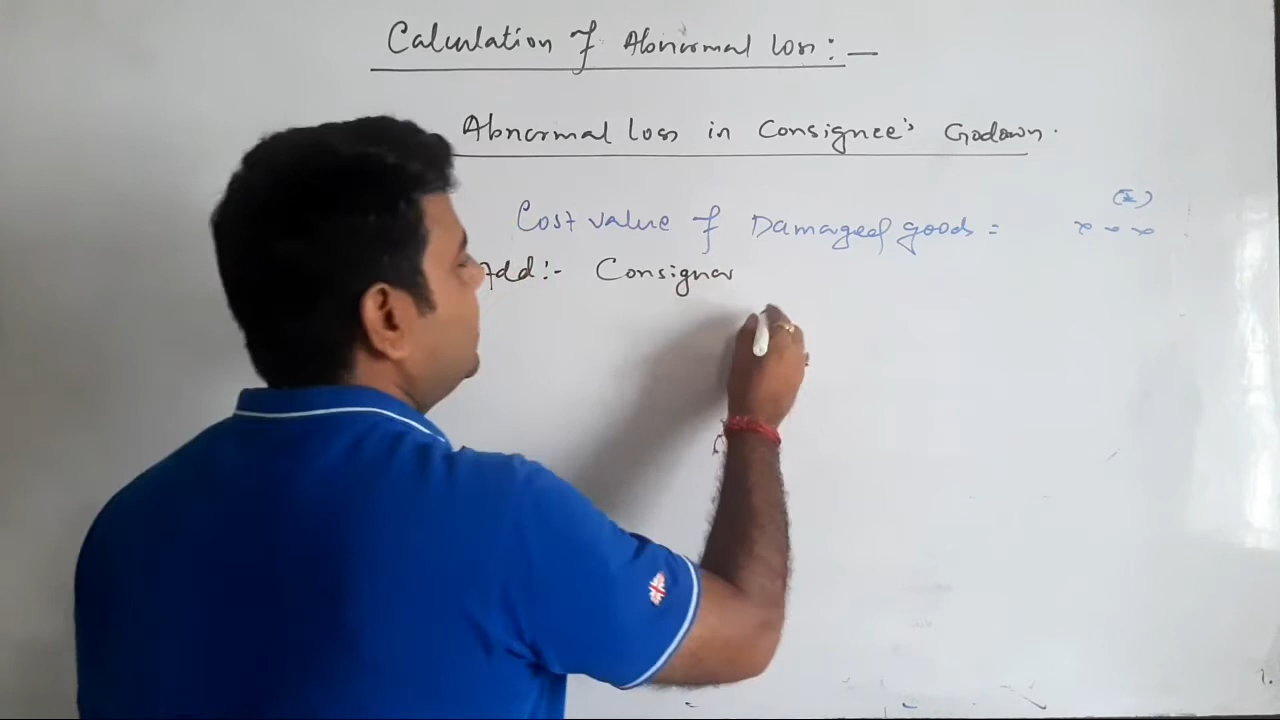 Calculation of Abnormal Loss:—
Abnormal Loss in Consignee's Godown.
(₹)
Cost value of Damaged goods = x x x
Add:- Consignor